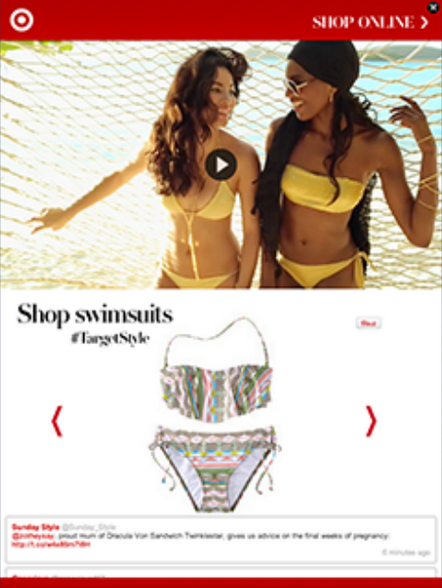 SHOP ONLINE
Shop swimsuits
#TargetStyle
Sunday Style @Sunday_Style
proud mum of Dracula Von Sandwich Twinklestar, gives us advice on the final weeks of pregnancy:
6 minutes ago